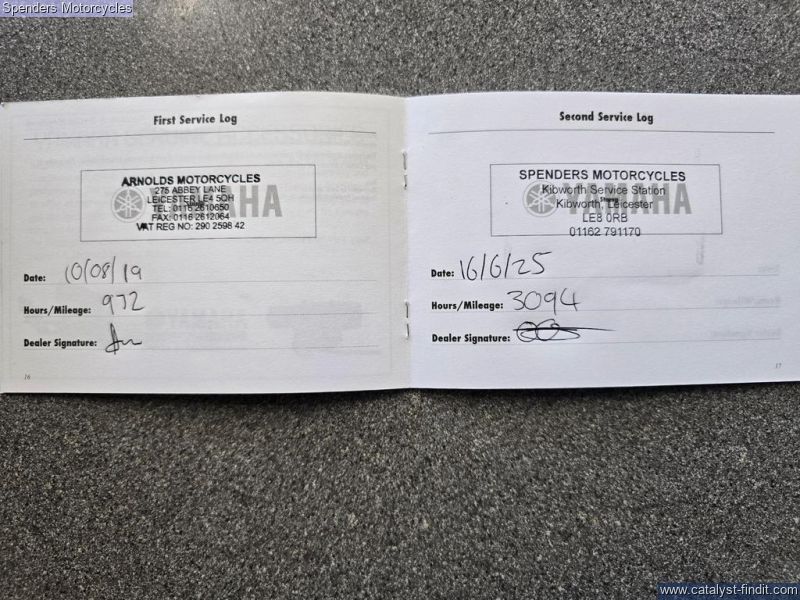 Spenders Motorcycles
First Service Log
ARNOLDS MOTORCYCLES
275 ABBEY LANE
LEICESTER LE4 5QH
TEL: 0116 2610650
FAX: 0116 2612064
VAT REG NO: 290 2598 42
YAMAHA
Date: 10/08/19
Hours/Mileage: 972
Dealer Signature:
16
Second Service Log
SPENDERS MOTORCYCLES
Kibworth Service Station
Kibworth, Leicester
LE8 0RB
01162 791170
YAMAHA
Date: 16/6/25
Hours/Mileage: 3094
Dealer Signature:
17
www.catalyst-findit.com